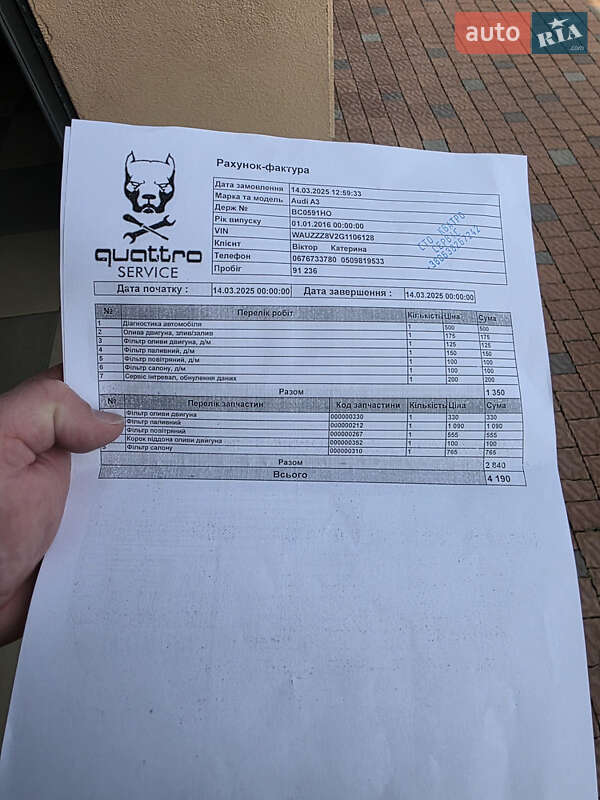 auto RIA .com
quattro
SERVICE
Рахунок-фактура
Дата замовлення 14.03.2025 12:59:33
Марка та модель Audi A3
Держ № BC0591HO
Рік випуску 01.01.2016 00:00:00
VIN WAUZZZ8V2G1106128
Клієнт Віктор Катерина
Телефон 0676733780 0509819533
Пробіг 91 236
СТО
Дата початку : 14.03.2025 00:00:00 Дата завершення : 14.03.2025 00:00:00
№ Перелік робіт Кількість Ціна Сума
1 Діагностика автомобіля 1 500 500
2 Олива двигуна, злив/залив 1 175 175
3 Фільтр оливи двигуна, д/м 1 125 125
4 Фільтр паливний, д/м 1 150 150
5 Фільтр повітряний, д/м 1 100 100
6 Фільтр салону, д/м 1 100 100
7 Сервіс інтревал, обнулення даних 1 200 200
Разом 1 350
№ Перелік запчастин Код запчастини Кількість Ціна Сума
Фільтр оливи двигуна 000000330 1 330 330
Фільтр паливний 000000212 1 1 090 1 090
Фільтр повітряний 000000267 1 555 555
Корок піддона оливи двигуна 000000352 1 100 100
Фільтр салону 000000310 1 765 765
Разом 2 840
Всього 4 190